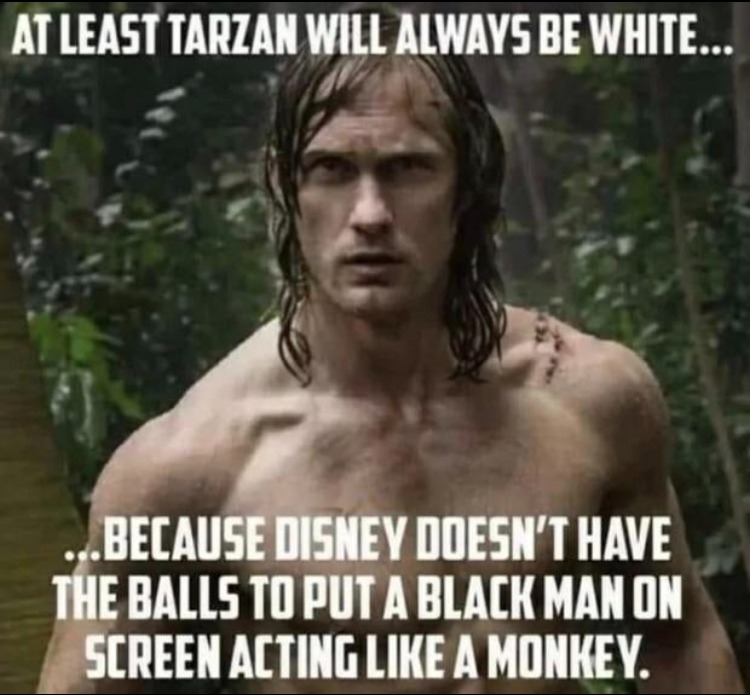 AT LEAST TARZAN WILL ALWAYS BE WHITE...
...BECAUSE DISNEY DOESN'T HAVE
THE BALLS TO PUT A BLACK MAN ON
SCREEN ACTING LIKE A MONKEY.